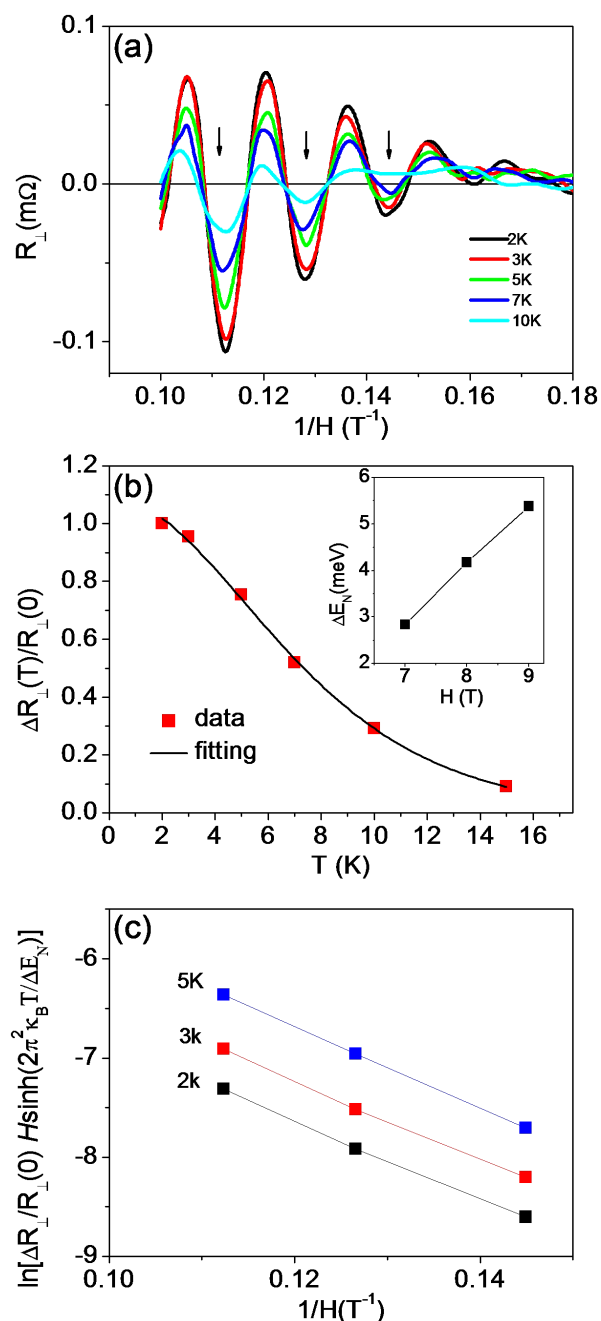 (a)
0.1
0.0
-0.1
R⊥(mΩ)
2K
3K
5K
7K
10K
0.10 0.12 0.14 0.16 0.18
1/H (T⁻¹)
(b)
1.2
1.0
0.8
0.6
0.4
0.2
0.0
ΔR⊥(T)/R⊥(0)
6
5
4
3
2
ΔE_N(meV)
7 8 9
H (T)
data
fitting
0 2 4 6 8 10 12 14 16
T (K)
(c)
-6
-7
-8
-9
ln[ΔR⊥/R⊥(0) Hsinh(2π²κ_BT/ΔE_N)]
5K
3k
2k
0.10 0.12 0.14
1/H(T⁻¹)